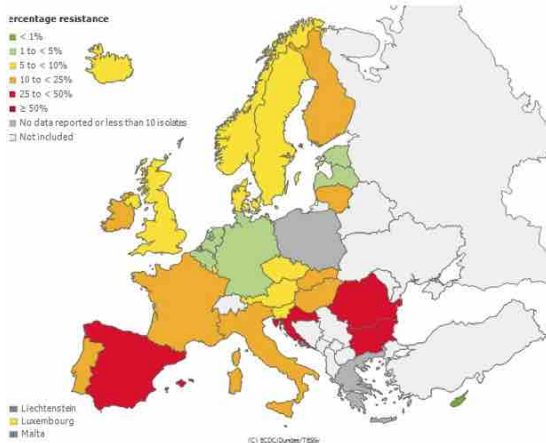 ercentage resistance
< 1%
1 to < 5%
5 to < 10%
10 to < 25%
25 to < 50%
≥ 50%
No data reported or less than 10 isolates
Not included
Liechtenstein
Luxembourg
Malta
(C) ECDC/Dundee/TESSy